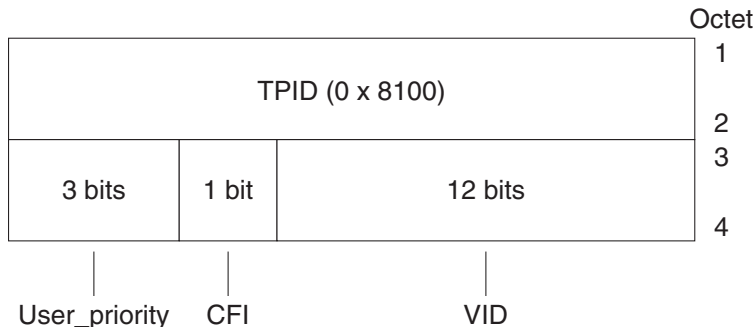 Octet
1
TPID (0 x 8100)
2
3
3 bits
1 bit
12 bits
4
User_priority
CFI
VID